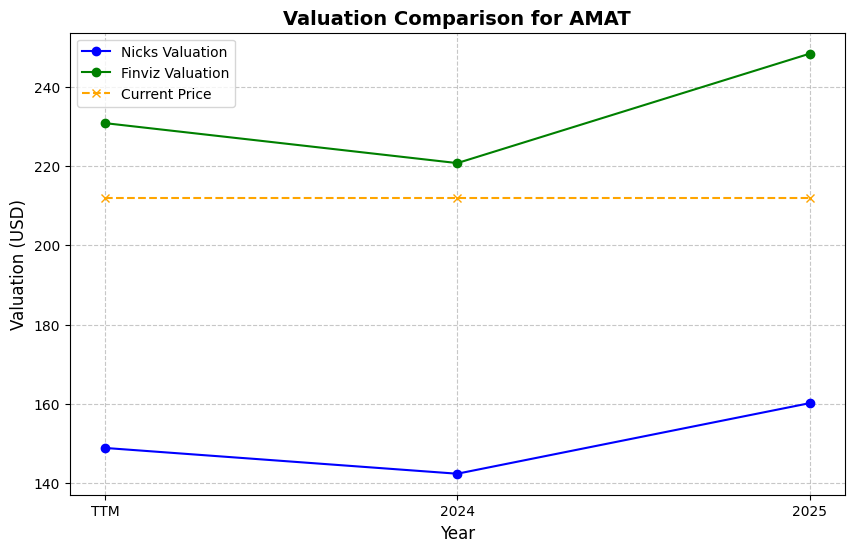 Valuation Comparison for AMAT
Nicks Valuation
Finviz Valuation
Current Price
Valuation (USD)
240
220
200
180
160
140
TTM
2024
2025
Year